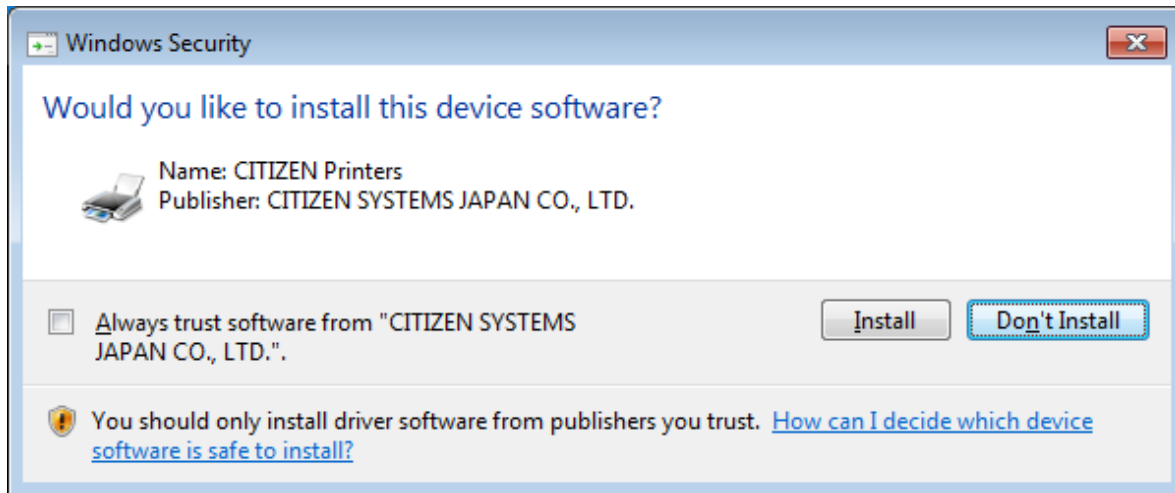 Windows Security
Would you like to install this device software?
Name: CITIZEN Printers
Publisher: CITIZEN SYSTEMS JAPAN CO., LTD.
Always trust software from "CITIZEN SYSTEMS
JAPAN CO., LTD.".
Install
Don't Install
You should only install driver software from publishers you trust. How can I decide which device
software is safe to install?